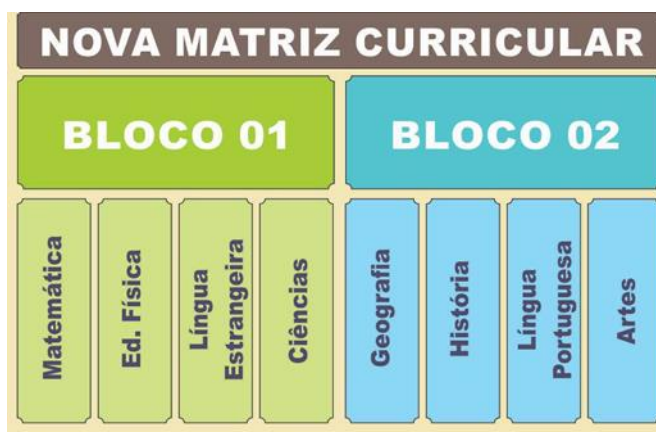 NOVA MATRIZ CURRICULAR
BLOCO 01
BLOCO 02
Matemática
Ed. Física
Língua
Estrangeira
Ciências
Geografia
História
Língua
Portuguesa
Artes